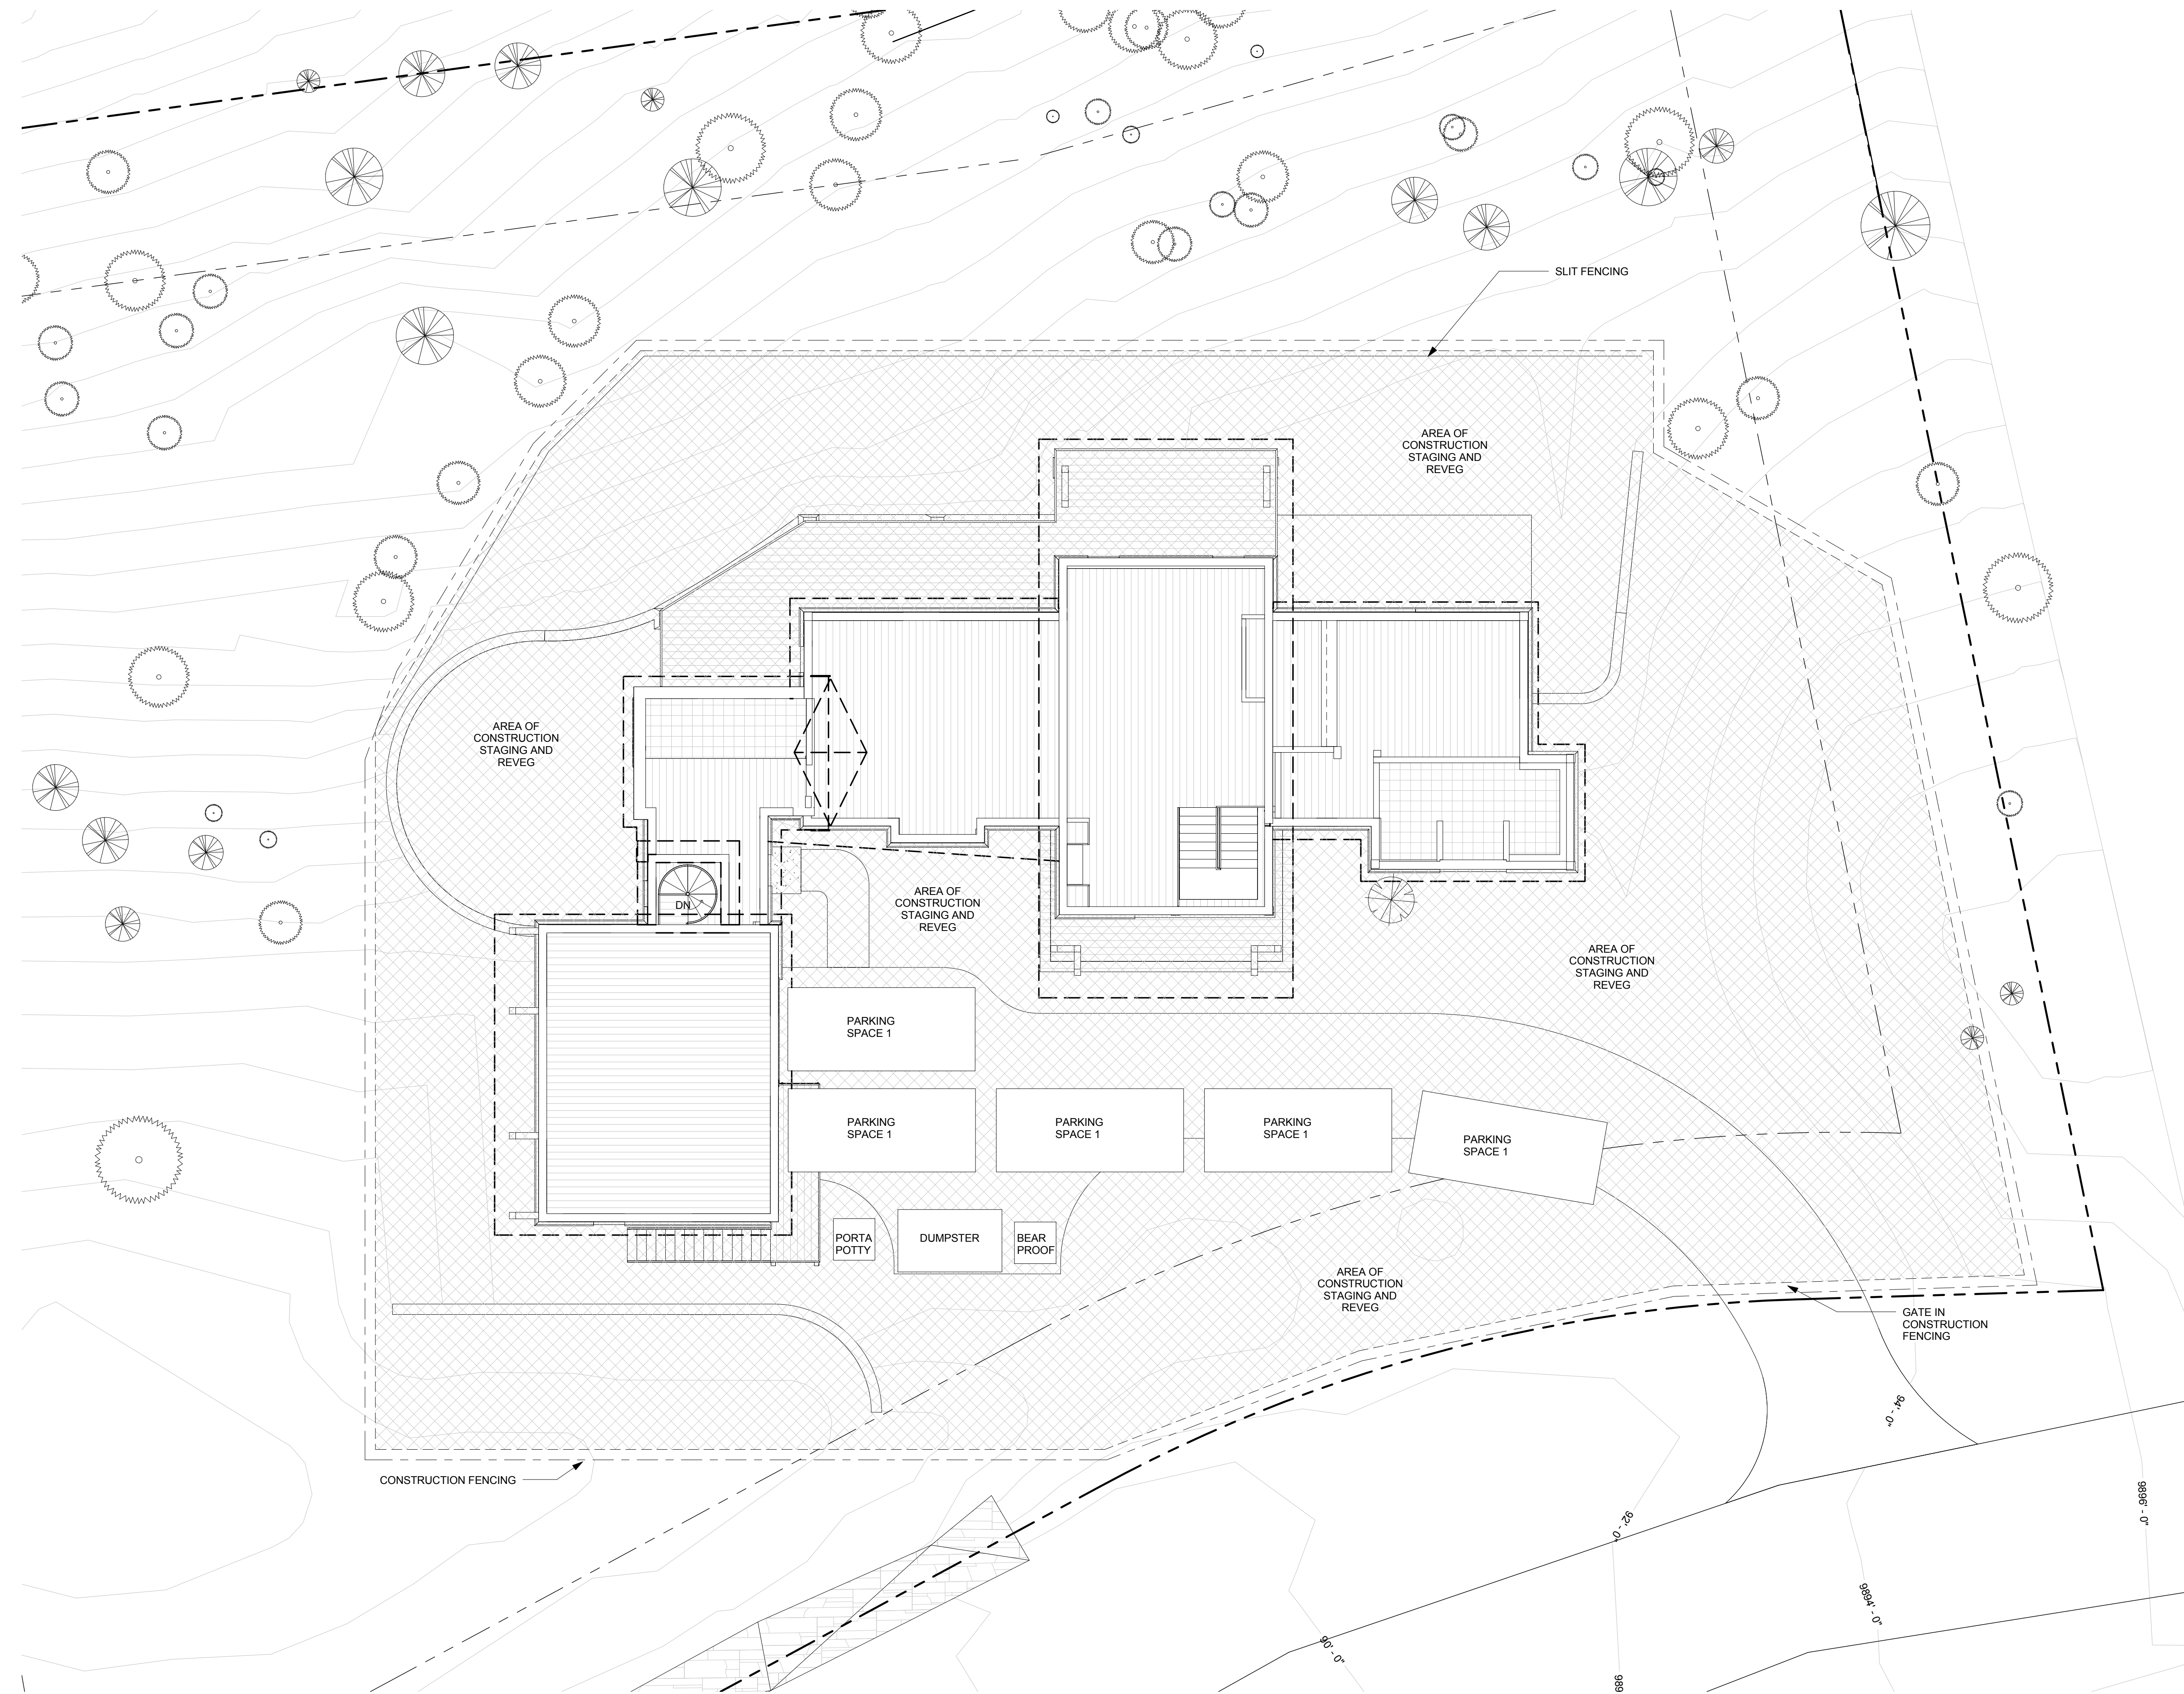 SLIT FENCING
AREA OF
CONSTRUCTION
STAGING AND
REVEG
AREA OF
CONSTRUCTION
STAGING AND
REVEG
AREA OF
CONSTRUCTION
STAGING AND
REVEG
DN
AREA OF
CONSTRUCTION
STAGING AND
REVEG
PARKING
SPACE 1
PARKING
SPACE 1
PARKING
SPACE 1
PARKING
SPACE 1
PARKING
SPACE 1
PORTA
POTTY
DUMPSTER
BEAR
PROOF
AREA OF
CONSTRUCTION
STAGING AND
REVEG
GATE IN
CONSTRUCTION
FENCING
CONSTRUCTION FENCING
94' - 0"
92' - 0"
9896' - 0"
9894' - 0"
90' - 0"
989